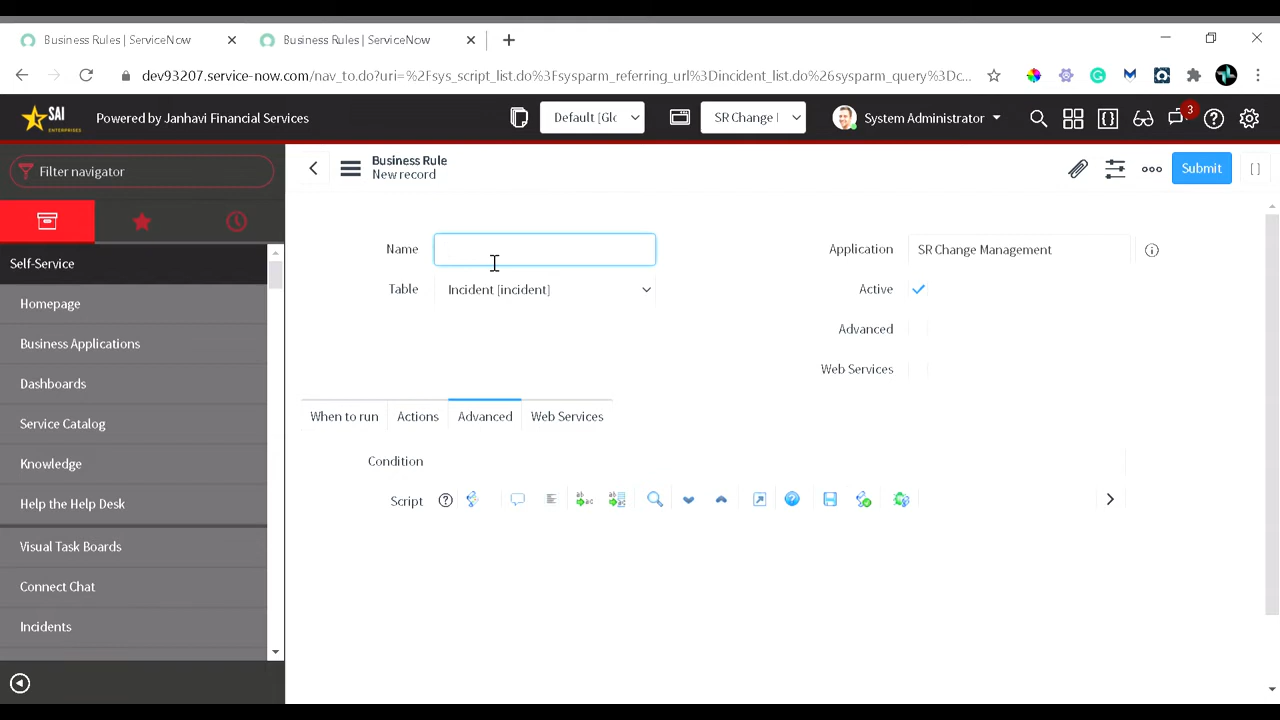 Business Rules | ServiceNow
Business Rules | ServiceNow
dev93207.service-now.com/nav_to.do?uri=%2Fsys_script_list.do%3Fsysparm_referring_url%3Dincident_list.do%26sysparm_query%3Dc...
SAI
ENTERPRISES
Powered by Janhavi Financial Services
Default [Glo
SR Change I
System Administrator
3
Filter navigator
Business Rule
New record
Submit
Self-Service
Homepage
Business Applications
Dashboards
Service Catalog
Knowledge
Help the Help Desk
Visual Task Boards
Connect Chat
Incidents
Name
Application
SR Change Management
Table
Incident [incident]
Active
Advanced
Web Services
When to run
Actions
Advanced
Web Services
Condition
Script